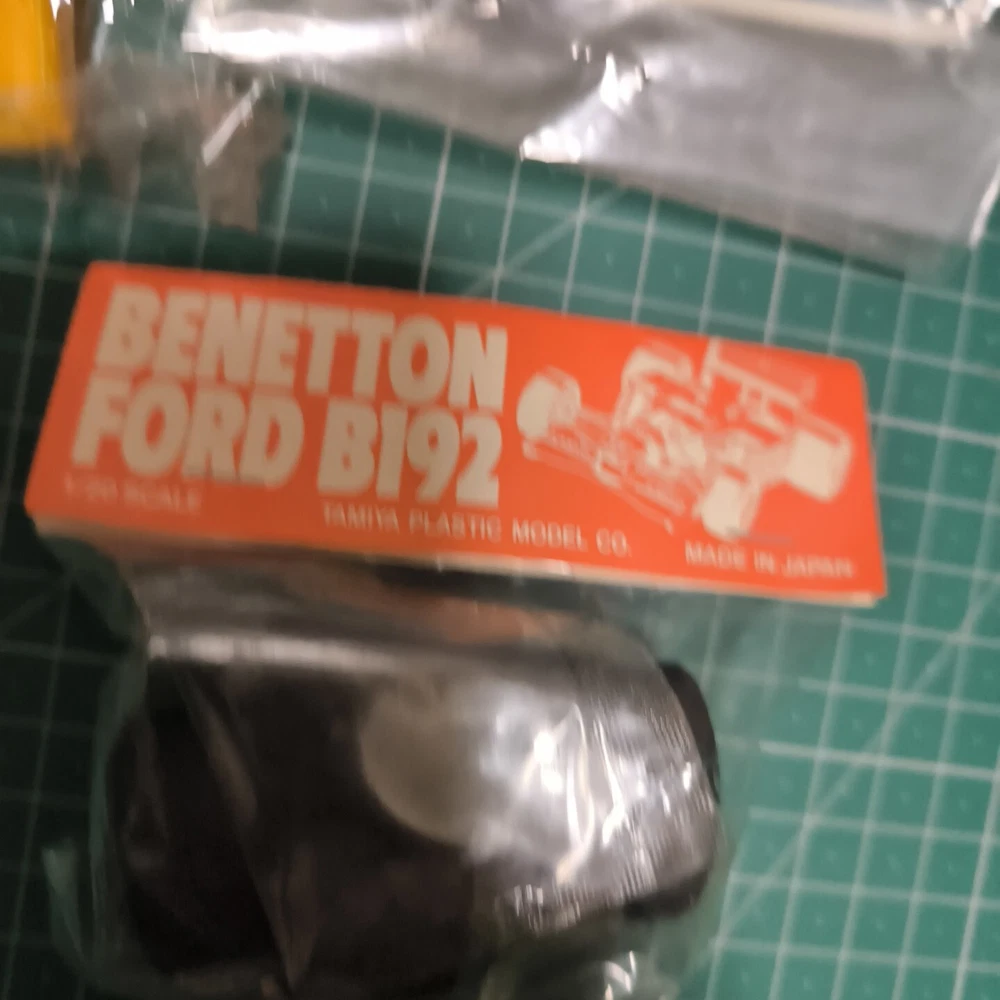 BENETTON
FORD B192
1/20 SCALE
TAMIYA PLASTIC MODEL CO.
MADE IN JAPAN